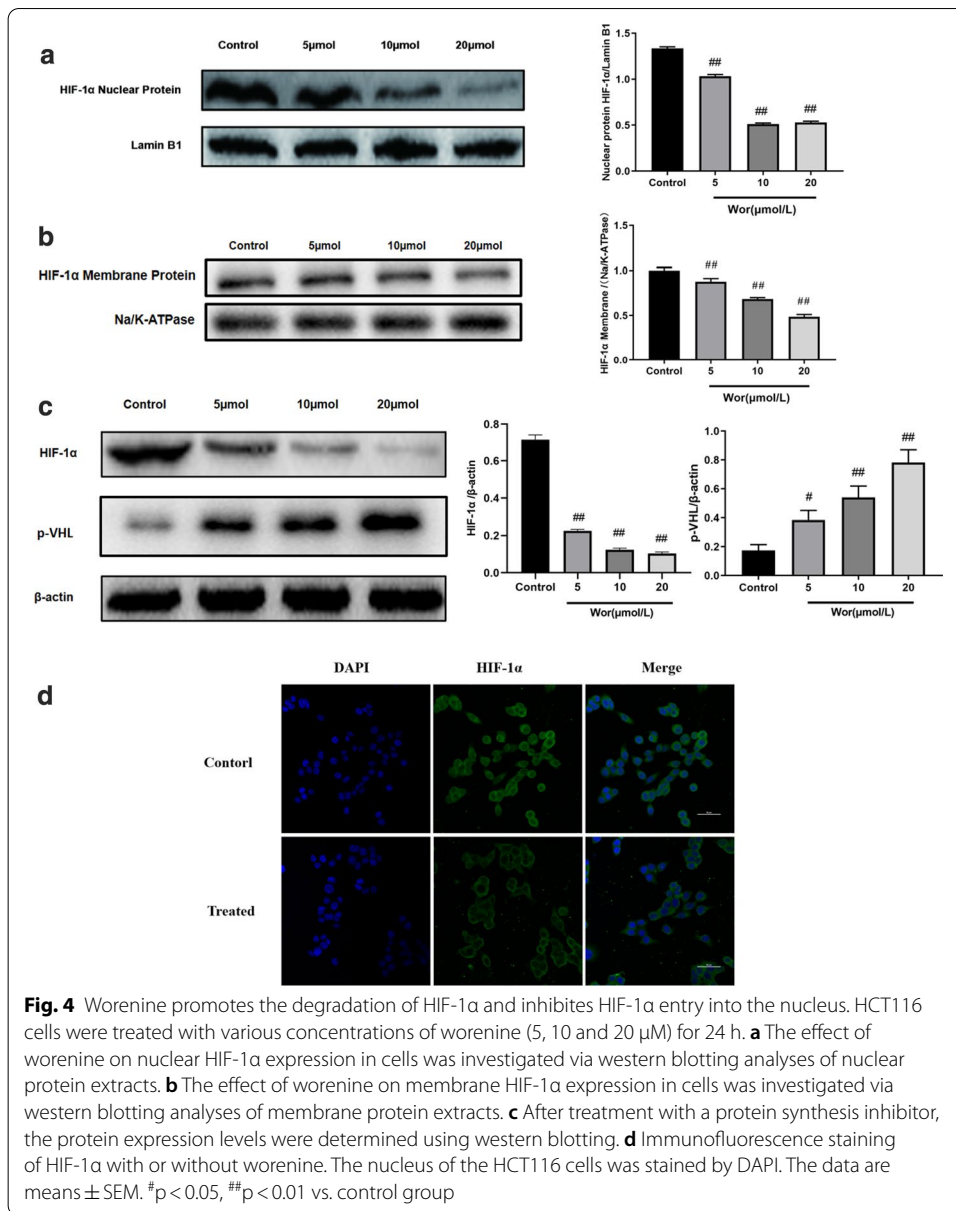 a
Control 5μmol 10μmol 20μmol
HIF-1α Nuclear Protein
Lamin B1
Nuclear protein HIF-1α/Lamin B1
1.5
1.0
0.5
0.0
##
##
##
Control 5 10 20
Wor(μmol/L)
b
Control 5μmol 10μmol 20μmol
HIF-1α Membrane Protein
Na/K-ATPase
HIF-1α Membrane /(Na/K-ATPase)
1.5
1.0
0.5
0.0
##
##
##
Control 5 10 20
Wor(μmol/L)
c
Control 5μmol 10μmol 20μmol
HIF-1α
p-VHL
β-actin
HIF-1α /β-actin
0.8
0.6
0.4
0.2
0.0
##
##
##
Control 5 10 20
Wor(μmol/L)
p-VHL/β-actin
1.0
0.8
0.6
0.4
0.2
0.0
#
##
##
Control 5 10 20
Wor(μmol/L)
d
DAPI HIF-1α Merge
Contorl
Treated
Fig. 4 Worenine promotes the degradation of HIF-1α and inhibites HIF-1α entry into the nucleus. HCT116
cells were treated with various concentrations of worenine (5, 10 and 20 μM) for 24 h. a The effect of
worenine on nuclear HIF-1α expression in cells was investigated via western blotting analyses of nuclear
protein extracts. b The effect of worenine on membrane HIF-1α expression in cells was investigated via
western blotting analyses of membrane protein extracts. c After treatment with a protein synthesis inhibitor,
the protein expression levels were determined using western blotting. d Immunofluorescence staining
of HIF-1α with or without worenine. The nucleus of the HCT116 cells was stained by DAPI. The data are
means ± SEM. #p < 0.05, ##p < 0.01 vs. control group